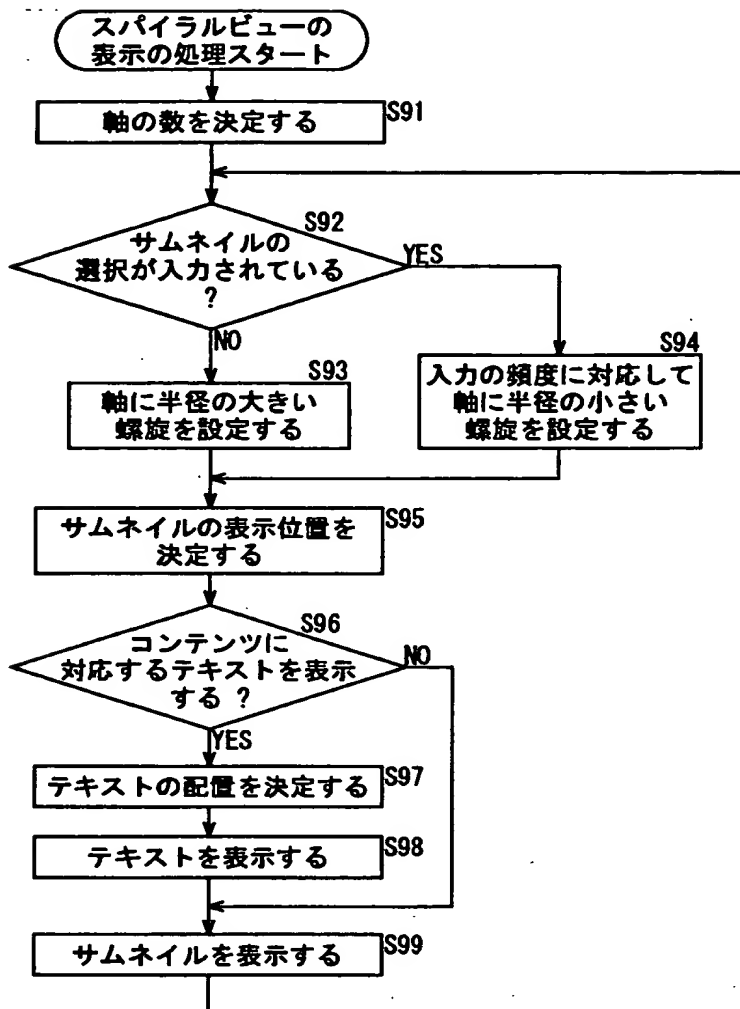 スパイラルビューの
表示の処理スタート
軸の数を決定する
S91
S92
サムネイルの
選択が入力されている
?
YES
NO
S93
軸に半径の大きい
螺旋を設定する
S94
入力の頻度に対応して
軸に半径の小さい
螺旋を設定する
サムネイルの表示位置を
決定する
S95
S96
コンテンツに
対応するテキストを表示
する ?
NO
YES
テキストの配置を決定する
S97
テキストを表示する
S98
サムネイルを表示する
S99